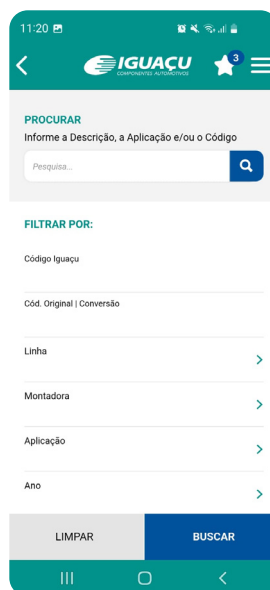 11:20
IGUAÇU
COMPONENTES AUTOMOTIVOS
3
PROCURAR
Informe a Descrição, a Aplicação e/ou o Código
Pesquisa...
FILTRAR POR:
Código Iguaçu
Cód. Original | Conversão
Linha
Montadora
Aplicação
Ano
LIMPAR
BUSCAR